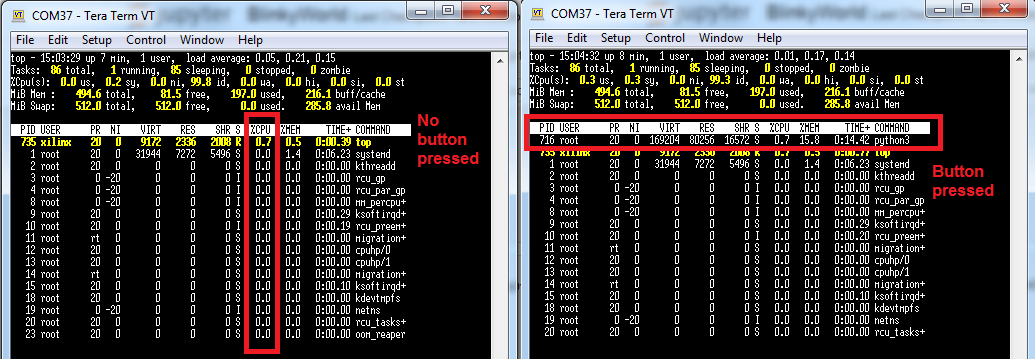 COM37 - Tera Term VT
File Edit Setup Control Window Help
top - 15:03:29 up 7 min, 1 user, load average: 0.05, 0.21, 0.15
Tasks: 86 total, 1 running, 85 sleeping, 0 stopped, 0 zombie
%Cpu(s): 0.0 us, 0.2 sy, 0.0 ni, 99.8 id, 0.0 wa, 0.0 hi, 0.0 si, 0.0 st
MiB Mem : 494.6 total, 81.5 free, 197.0 used, 216.1 buff/cache
MiB Swap: 512.0 total, 512.0 free, 0.0 used. 285.8 avail Mem
PID USER PR NI VIRT RES SHR S %CPU %MEM TIME+ COMMAND
735 xilinx 20 0 9172 2336 2008 R 0.7 0.5 0:00.39 top
1 root 20 0 31944 7272 5496 S 0.0 1.4 0:06.23 systemd
2 root 20 0 0 0 0 S 0.0 0.0 0:00.00 kthreadd
3 root 0 -20 0 0 0 I 0.0 0.0 0:00.00 rcu_gp
4 root 0 -20 0 0 0 I 0.0 0.0 0:00.00 rcu_par_gp
8 root 0 -20 0 0 0 I 0.0 0.0 0:00.00 mm_percpu+
9 root 20 0 0 0 0 S 0.0 0.0 0:00.29 ksoftirqd+
10 root 20 0 0 0 0 I 0.0 0.0 0:00.19 rcu_preem+
11 root rt 0 0 0 0 S 0.0 0.0 0:00.00 migration+
12 root 20 0 0 0 0 S 0.0 0.0 0:00.00 cpuhp/0
13 root 20 0 0 0 0 S 0.0 0.0 0:00.00 cpuhp/1
14 root rt 0 0 0 0 S 0.0 0.0 0:00.00 migration+
15 root 20 0 0 0 0 S 0.0 0.0 0:00.10 ksoftirqd+
18 root 20 0 0 0 0 S 0.0 0.0 0:00.00 kdevtmpfs
19 root 0 -20 0 0 0 I 0.0 0.0 0:00.00 netns
20 root 20 0 0 0 0 S 0.0 0.0 0:00.00 rcu_tasks+
23 root 20 0 0 0 0 S 0.0 0.0 0:00.00 oom_reaper
No
button
pressed
COM37 - Tera Term VT
File Edit Setup Control Window Help
top - 15:04:32 up 8 min, 1 user, load average: 0.01, 0.17, 0.14
Tasks: 86 total, 1 running, 85 sleeping, 0 stopped, 0 zombie
%Cpu(s): 0.3 us, 0.3 sy, 0.0 ni, 99.3 id, 0.0 wa, 0.0 hi, 0.0 si, 0.0 st
MiB Mem : 494.6 total, 81.5 free, 197.0 used, 216.1 buff/cache
MiB Swap: 512.0 total, 512.0 free, 0.0 used. 285.8 avail Mem
PID USER PR NI VIRT RES SHR S %CPU %MEM TIME+ COMMAND
716 root 20 0 169204 80256 16572 S 0.7 15.8 0:14.42 python3
735 xilinx 20 0 9172 2336 2008 R 0.7 0.5 0:00.77 top
1 root 20 0 31944 7272 5496 S 0.0 1.4 0:06.23 systemd
2 root 20 0 0 0 0 S 0.0 0.0 0:00.00 kthreadd
3 root 0 -20 0 0 0 I 0.0 0.0 0:00.00 rcu_gp
4 root 0 -20 0 0 0 I 0.0 0.0 0:00.00 rcu_par_gp
8 root 0 -20 0 0 0 I 0.0 0.0 0:00.00 mm_percpu+
9 root 20 0 0 0 0 S 0.0 0.0 0:00.29 ksoftirqd+
10 root 20 0 0 0 0 I 0.0 0.0 0:00.20 rcu_preem+
11 root rt 0 0 0 0 S 0.0 0.0 0:00.00 migration+
12 root 20 0 0 0 0 S 0.0 0.0 0:00.00 cpuhp/0
13 root 20 0 0 0 0 S 0.0 0.0 0:00.00 cpuhp/1
14 root rt 0 0 0 0 S 0.0 0.0 0:00.00 migration+
15 root 20 0 0 0 0 S 0.0 0.0 0:00.10 ksoftirqd+
18 root 20 0 0 0 0 S 0.0 0.0 0:00.00 kdevtmpfs
19 root 0 -20 0 0 0 I 0.0 0.0 0:00.00 netns
20 root 20 0 0 0 0 S 0.0 0.0 0:00.00 rcu_tasks+
Button
pressed